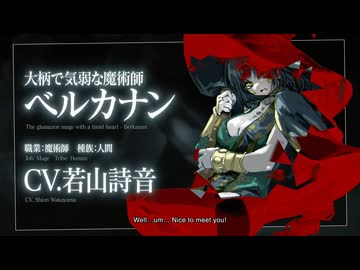 大柄で気弱な魔術師
ベルカナン
The glamazon mage with a timid heart - Berkanan
職業：魔術師　種族：人間
Job: Mage　Tribe: Human
CV.若山詩音
CV. Shion Wakayama
Well...um... Nice to meet you!